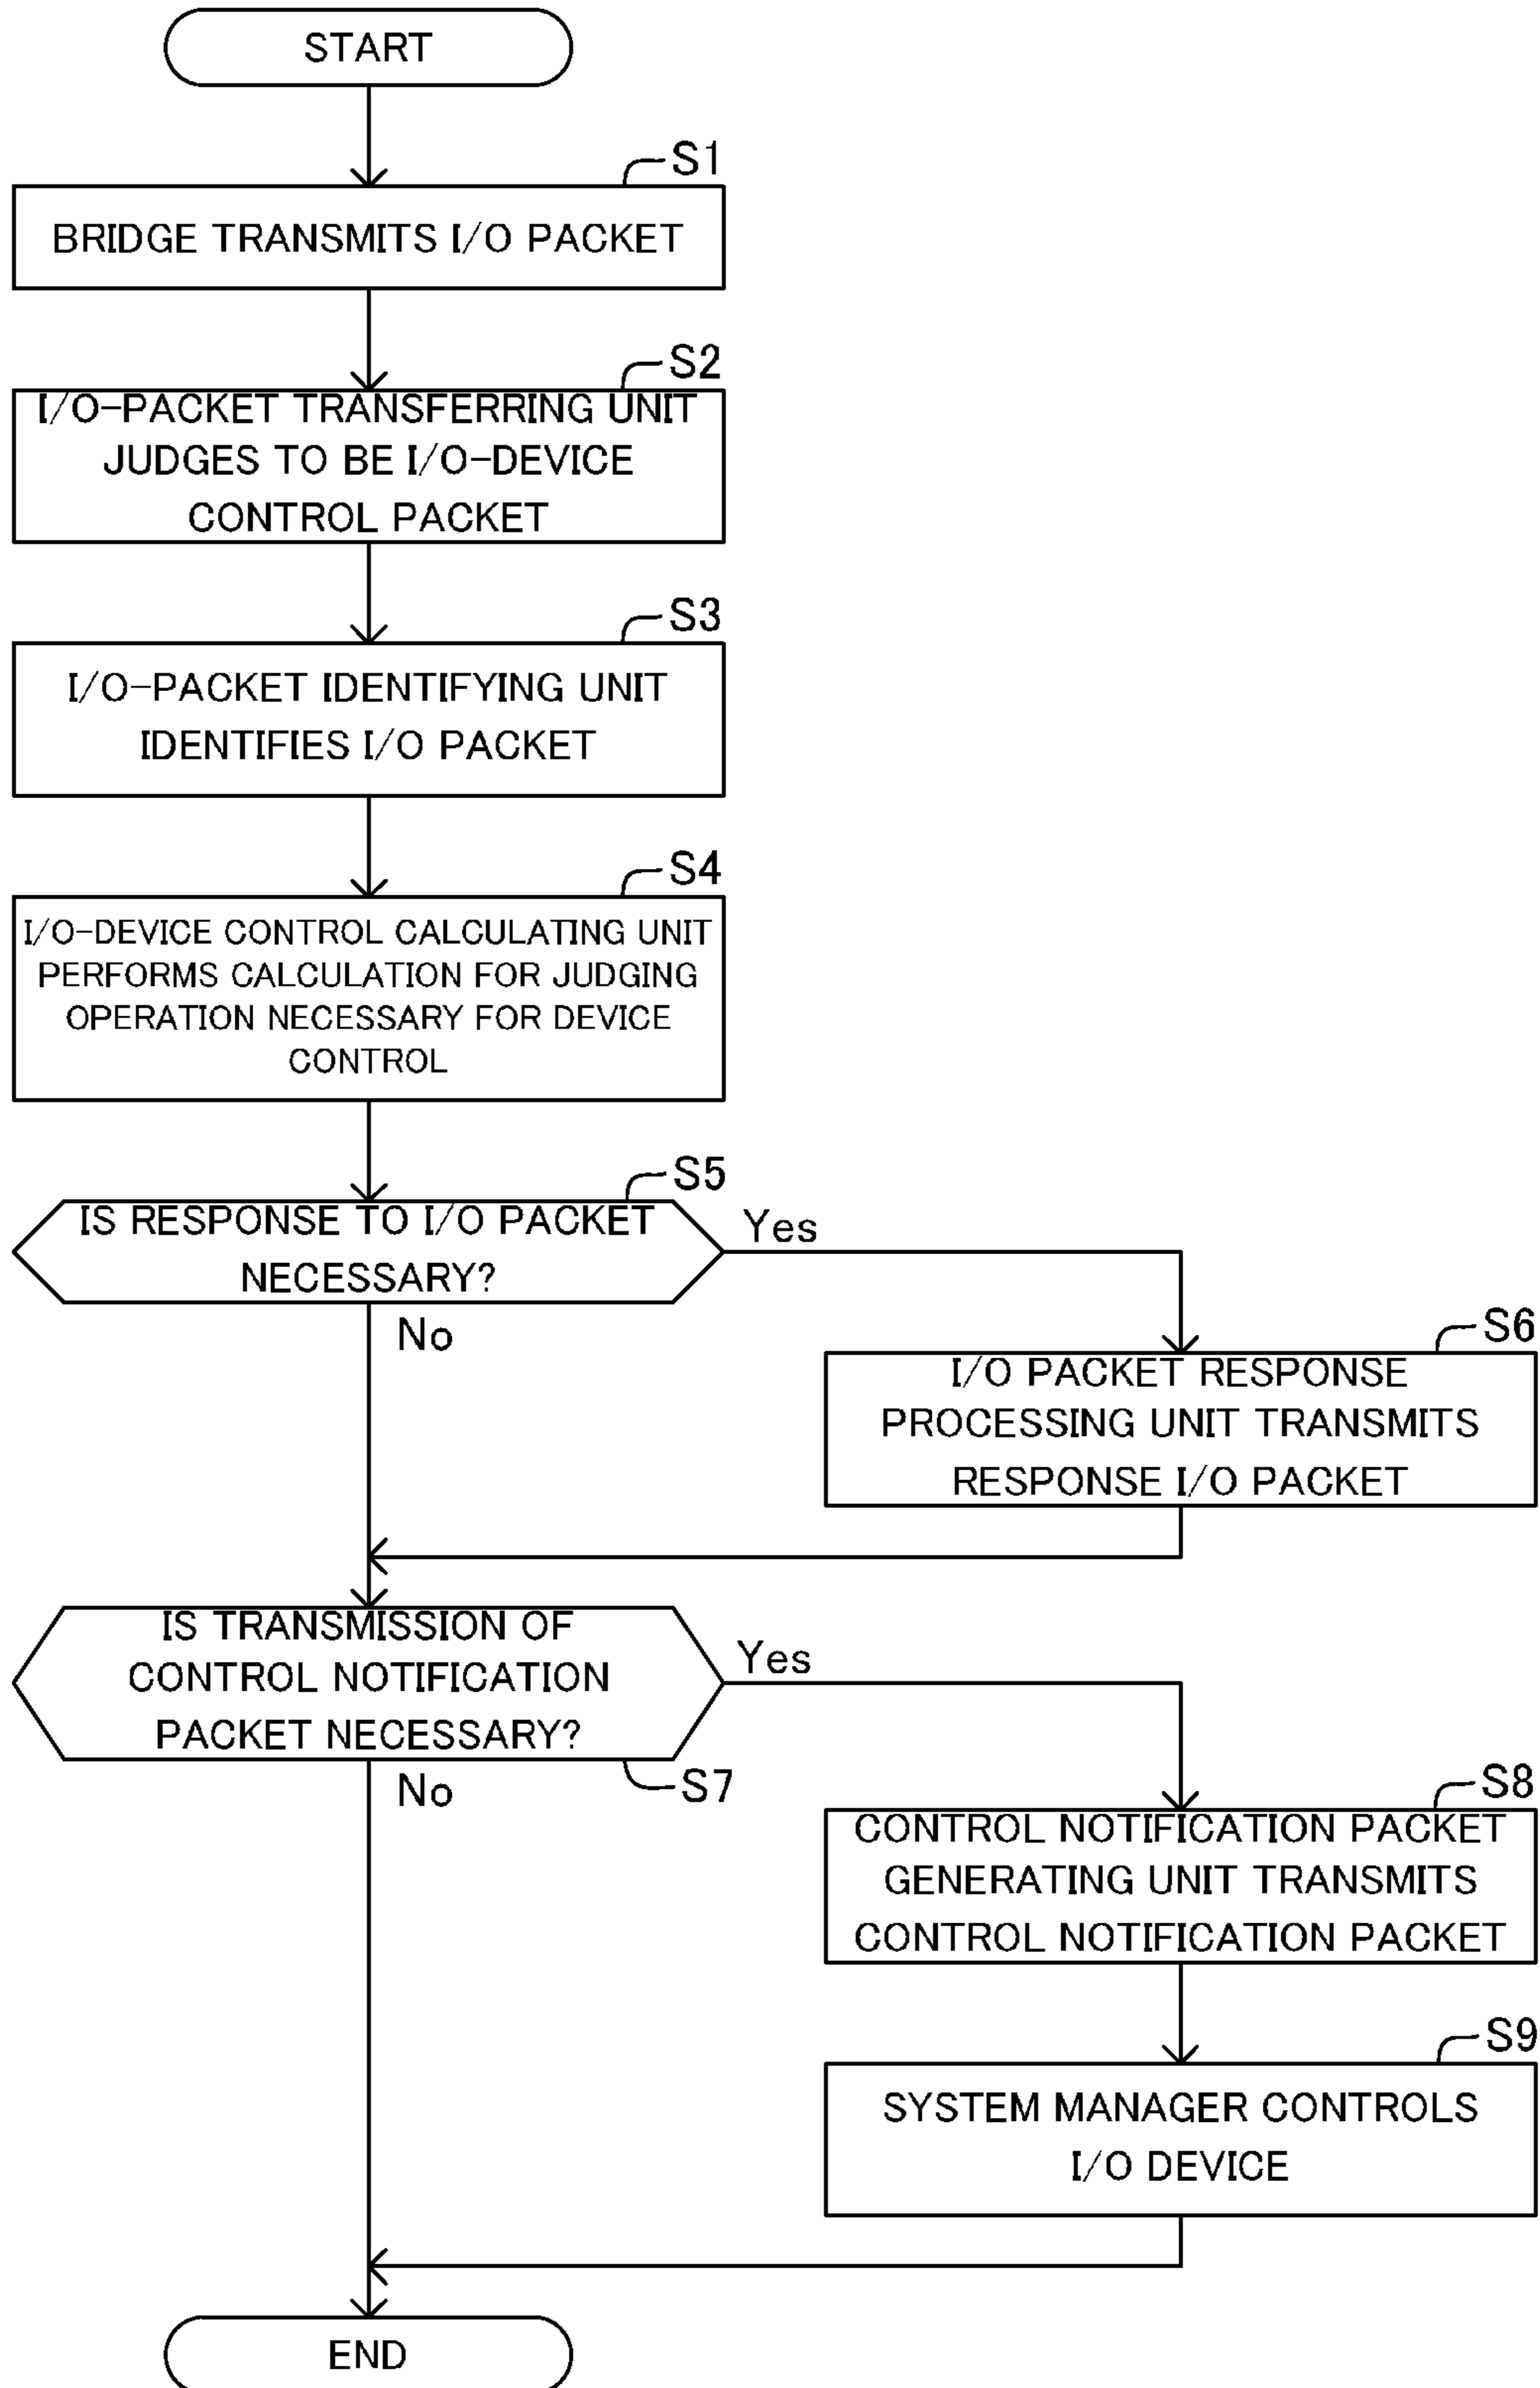 START
S1
BRIDGE TRANSMITS I/O PACKET
S2
I/O-PACKET TRANSFERRING UNIT
JUDGES TO BE I/O-DEVICE
CONTROL PACKET
S3
I/O-PACKET IDENTIFYING UNIT
IDENTIFIES I/O PACKET
S4
I/O-DEVICE CONTROL CALCULATING UNIT
PERFORMS CALCULATION FOR JUDGING
OPERATION NECESSARY FOR DEVICE
CONTROL
S5
IS RESPONSE TO I/O PACKET
NECESSARY?
Yes
No
S6
I/O PACKET RESPONSE
PROCESSING UNIT TRANSMITS
RESPONSE I/O PACKET
IS TRANSMISSION OF
CONTROL NOTIFICATION
PACKET NECESSARY?
Yes
No
S7
S8
CONTROL NOTIFICATION PACKET
GENERATING UNIT TRANSMITS
CONTROL NOTIFICATION PACKET
S9
SYSTEM MANAGER CONTROLS
I/O DEVICE
END